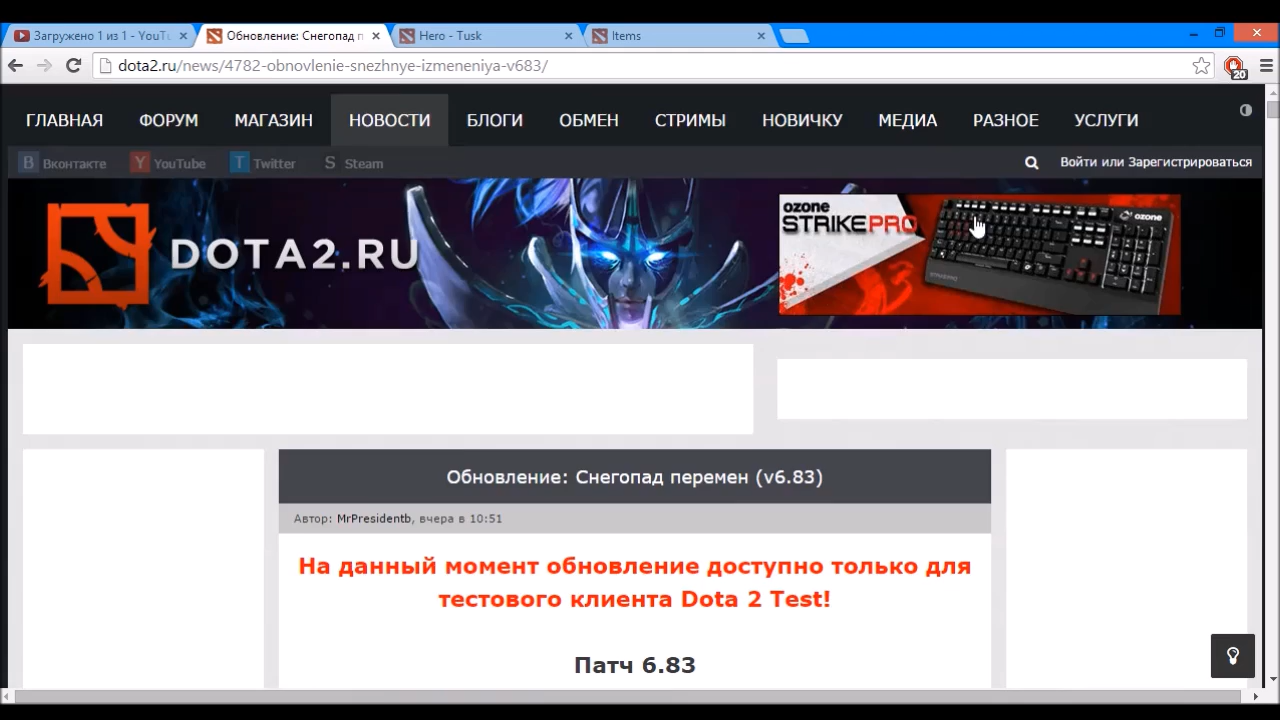 Загружено 1 из 1 - YouTu
Обновление: Снегопад п
Hero - Tusk
Items
dota2.ru/news/4782-obnovlenie-snezhnye-izmeneniya-v683/
20
ГЛАВНАЯ ФОРУМ МАГАЗИН НОВОСТИ БЛОГИ ОБМЕН СТРИМЫ НОВИЧКУ МЕДИА РАЗНОЕ УСЛУГИ
B Вконтакте Y YouTube T Twitter S Steam Войти или Зарегистрироваться
DOTA2.RU
ozone
STRIKEPRO
ozone
Обновление: Снегопад перемен (v6.83)
Автор: MrPresidentb, вчера в 10:51
На данный момент обновление доступно только для
тестового клиента Dota 2 Test!
Патч 6.83